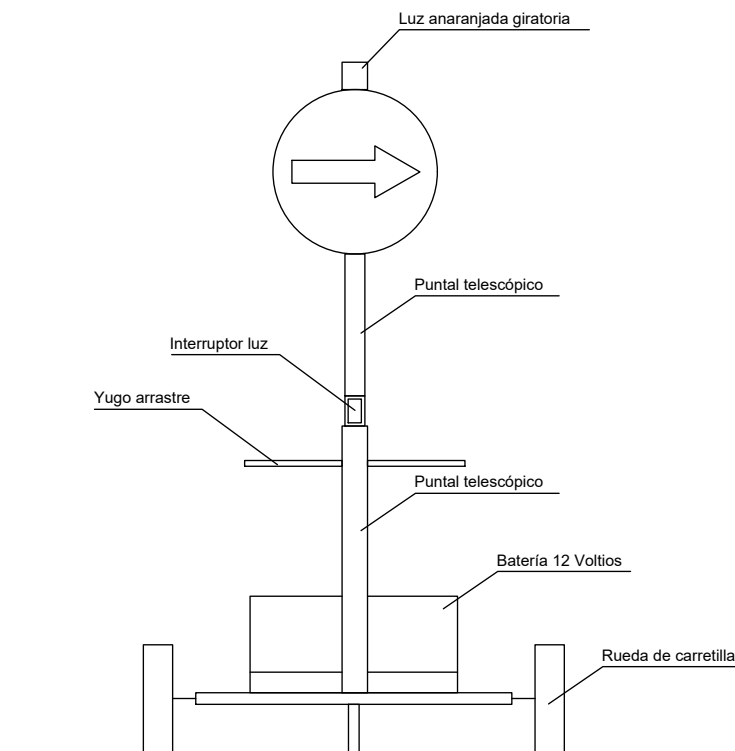 Luz anaranjada giratoria
Puntal telescópico
Interruptor luz
Yugo arrastre
Puntal telescópico
Batería 12 Voltios
Rueda de carretilla